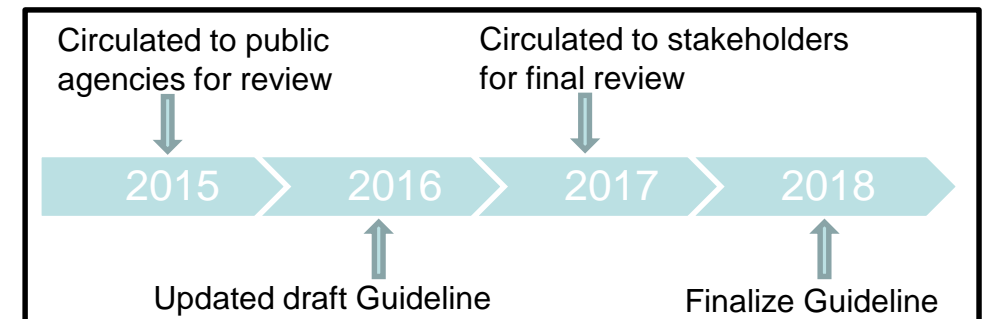 Circulated to public
agencies for review
Circulated to stakeholders
for final review
2015
2016
2017
2018
Updated draft Guideline
Finalize Guideline